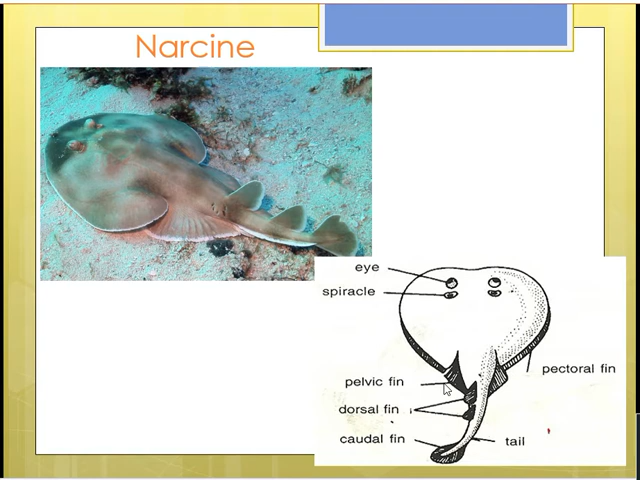 Narcine
eye
spiracle
pectoral fin
pelvic fin
dorsal fin
caudal fin
tail